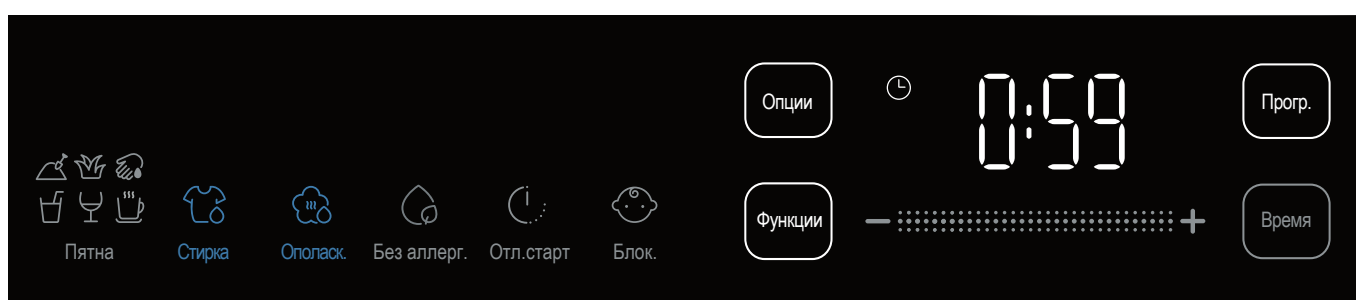 Опции
0:59
Прогр.
Функции
− +
Время
Пятна
Стирка
Ополаск.
Без аллерг.
Отл.старт
Блок.